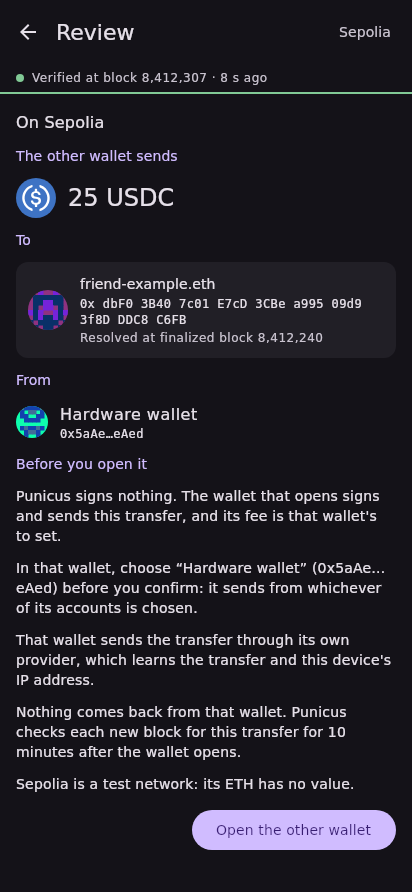 Review
Sepolia
Verified at block 8,412,307 · 8 s ago
On Sepolia
The other wallet sends
25 USDC
To
friend-example.eth
0x dbF0 3B40 7c01 E7cD 3CBe a995 09d9
3f8D DDC8 C6FB
Resolved at finalized block 8,412,240
From
Hardware wallet
0x5aAe…eAed
Before you open it
Punicus signs nothing. The wallet that opens signs
and sends this transfer, and its fee is that wallet's
to set.
In that wallet, choose “Hardware wallet” (0x5aAe…
eAed) before you confirm: it sends from whichever
of its accounts is chosen.
That wallet sends the transfer through its own
provider, which learns the transfer and this device's
IP address.
Nothing comes back from that wallet. Punicus
checks each new block for this transfer for 10
minutes after the wallet opens.
Sepolia is a test network: its ETH has no value.
Open the other wallet